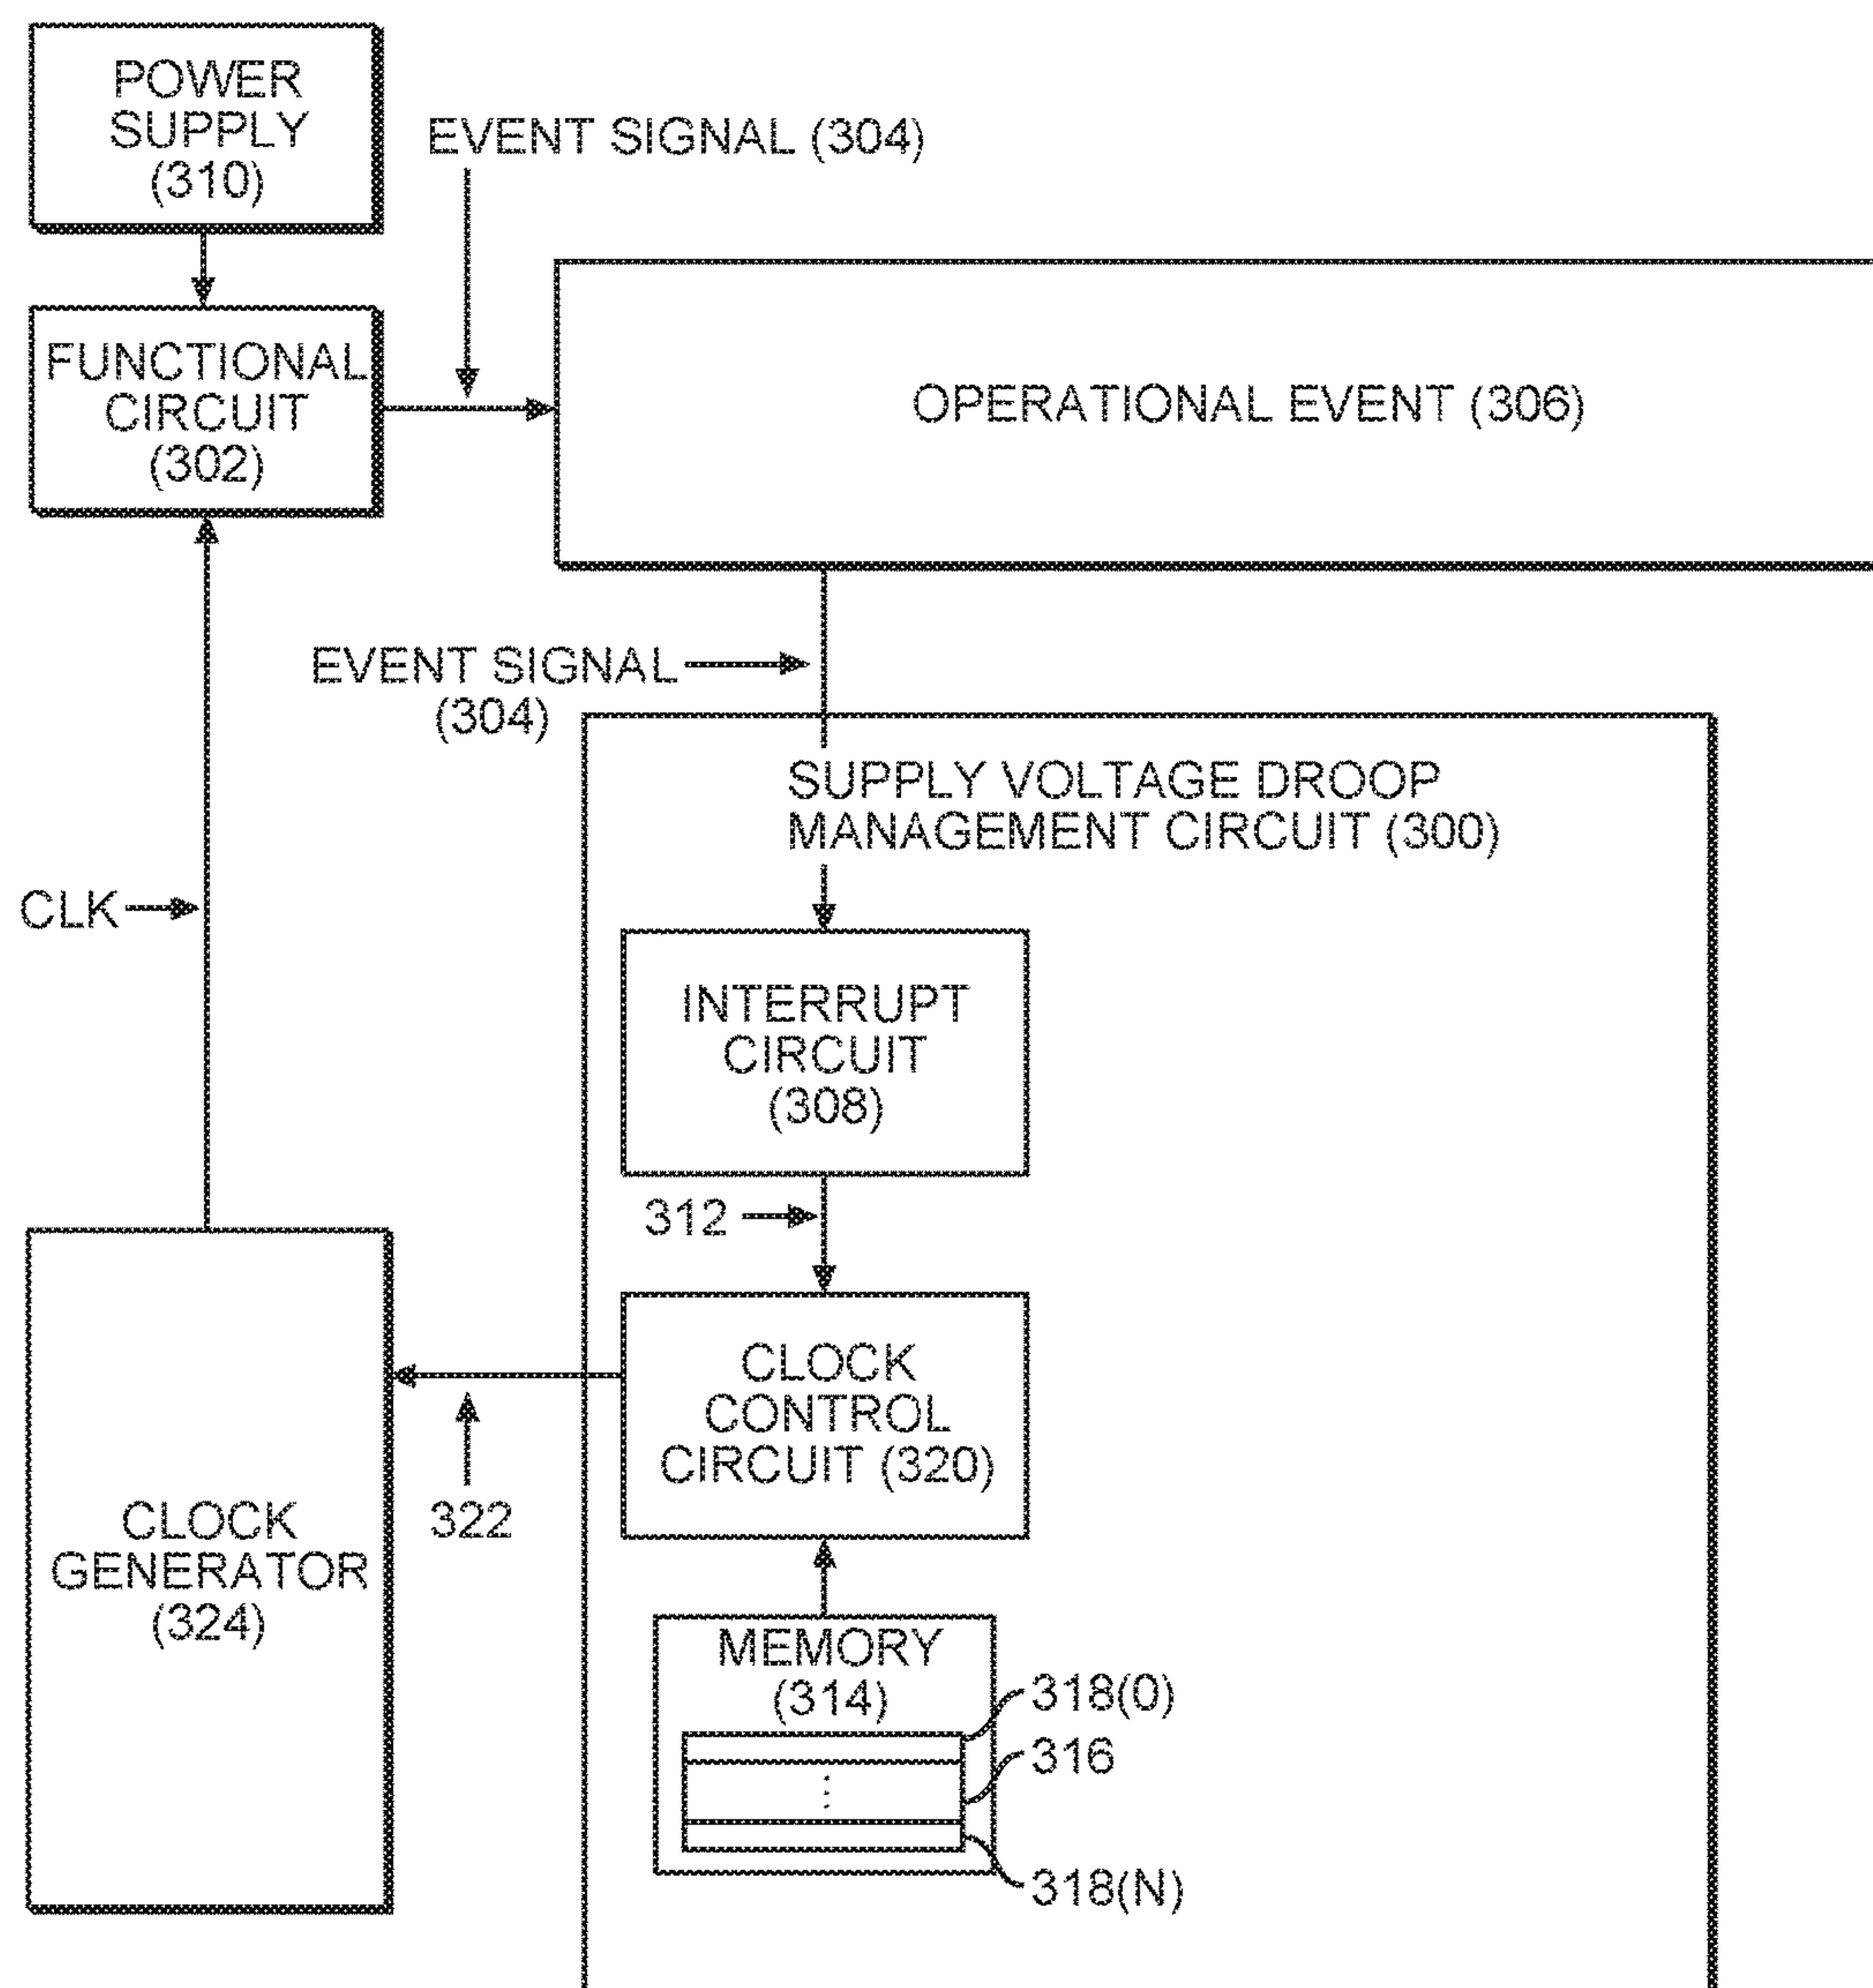 POWER
SUPPLY
(310)
EVENT SIGNAL (304)
FUNCTIONAL
CIRCUIT
(302)
OPERATIONAL EVENT (306)
EVENT SIGNAL
(304)
SUPPLY VOLTAGE DROOP
MANAGEMENT CIRCUIT (300)
CLK
INTERRUPT
CIRCUIT
(308)
312
CLOCK
CONTROL
CIRCUIT (320)
322
CLOCK
GENERATOR
(324)
MEMORY
(314)
318(0)
316
318(N)